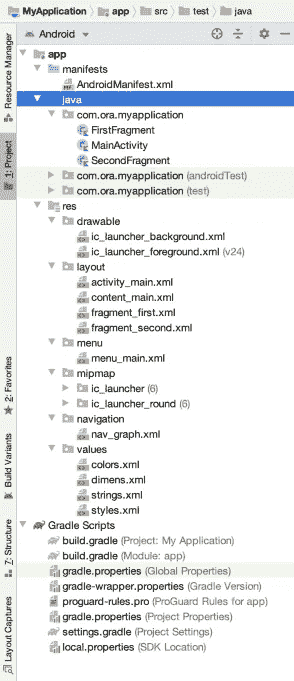 MyApplication app src test java
Android
app
manifests
AndroidManifest.xml
java
com.ora.myapplication
FirstFragment
MainActivity
SecondFragment
com.ora.myapplication (androidTest)
com.ora.myapplication (test)
res
drawable
ic_launcher_background.xml
ic_launcher_foreground.xml (v24)
layout
activity_main.xml
content_main.xml
fragment_first.xml
fragment_second.xml
menu
menu_main.xml
mipmap
ic_launcher (6)
ic_launcher_round (6)
navigation
nav_graph.xml
values
colors.xml
dimens.xml
strings.xml
styles.xml
Gradle Scripts
build.gradle (Project: My Application)
build.gradle (Module: app)
gradle.properties (Global Properties)
gradle-wrapper.properties (Gradle Version)
proguard-rules.pro (ProGuard Rules for app)
gradle.properties (Project Properties)
settings.gradle (Project Settings)
local.properties (SDK Location)
Resource Manager
1: Project
2: Favorites
Build Variants
7: Structure
Layout Captures